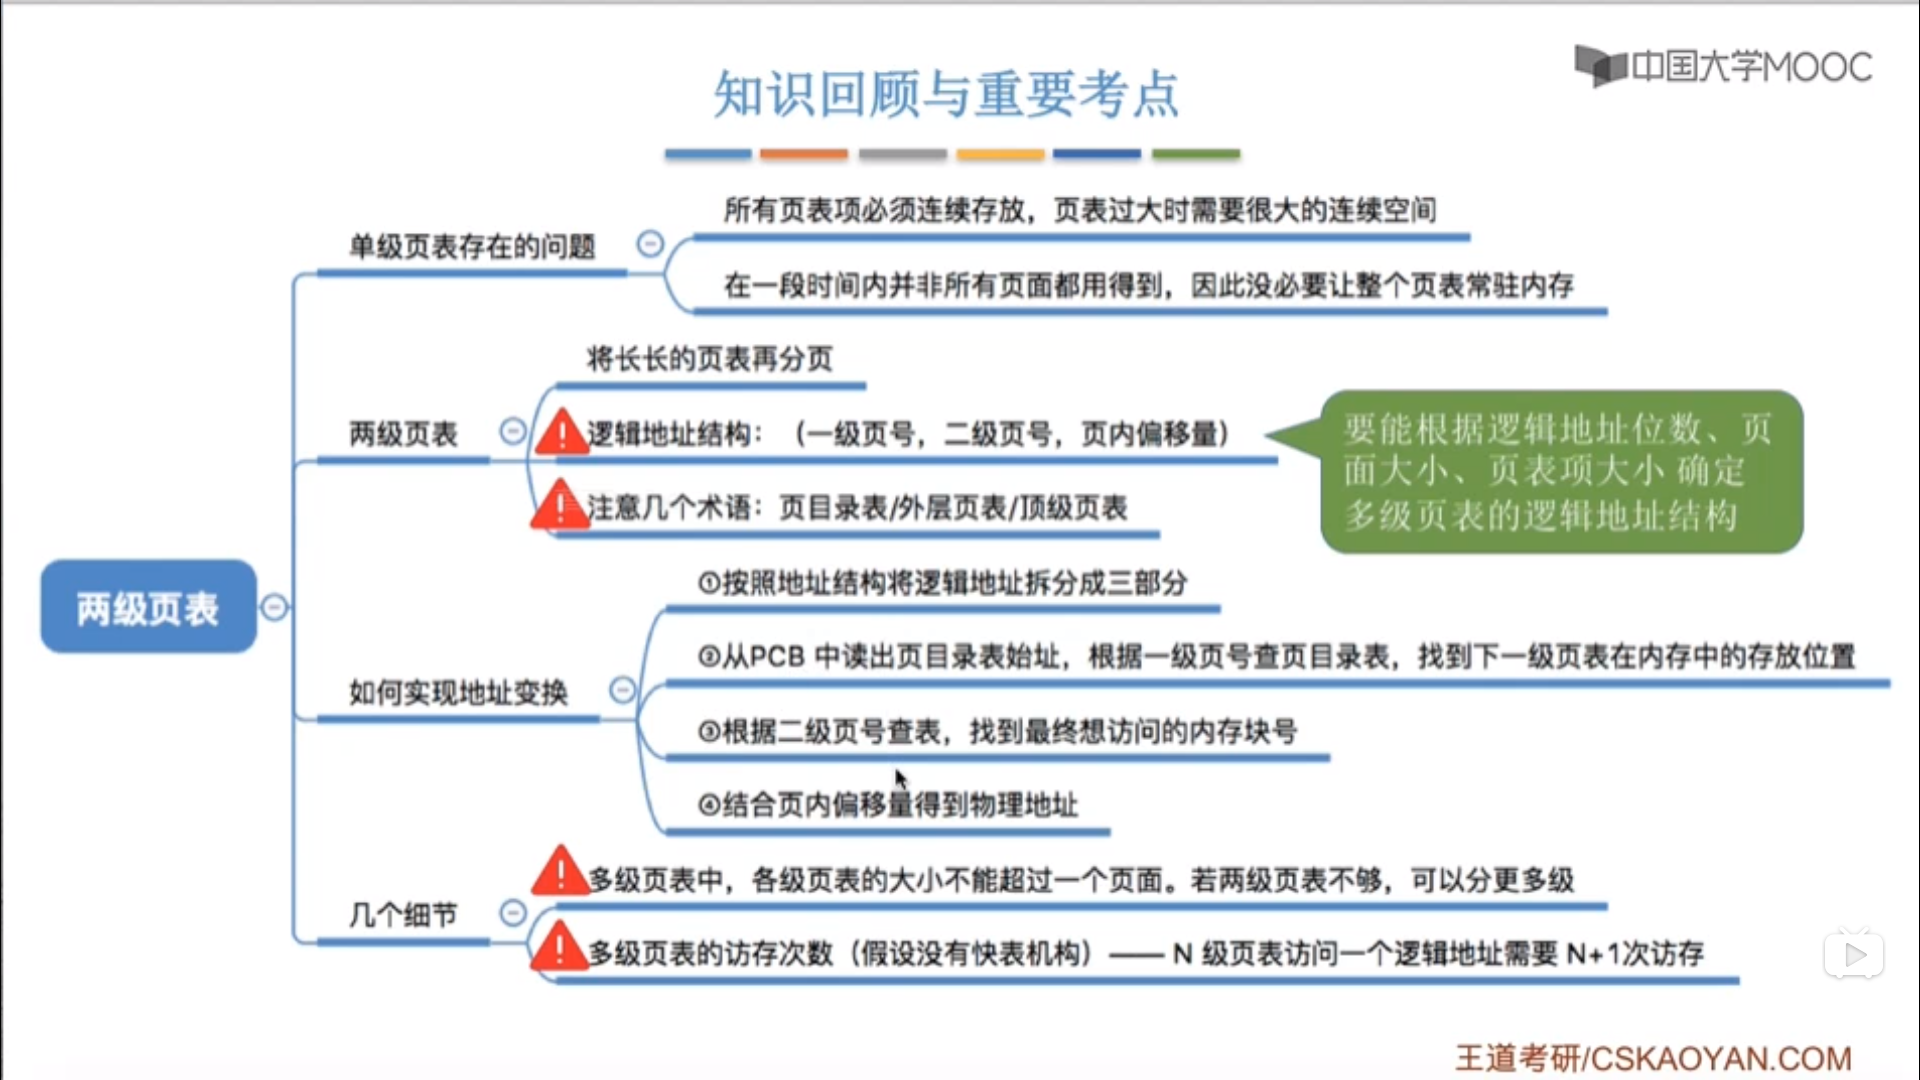 中国大学MOOC
知识回顾与重要考点
所有页表项必须连续存放，页表过大时需要很大的连续空间
单级页表存在的问题
在一段时间内并非所有页面都用得到，因此没必要让整个页表常驻内存
将长长的页表再分页
两级页表
逻辑地址结构：（一级页号，二级页号，页内偏移量）
要能根据逻辑地址位数、页
面大小、页表项大小 确定
多级页表的逻辑地址结构
注意几个术语：页目录表/外层页表/顶级页表
两级页表
①按照地址结构将逻辑地址拆分成三部分
②从PCB 中读出页目录表始址，根据一级页号查页目录表，找到下一级页表在内存中的存放位置
如何实现地址变换
③根据二级页号查表，找到最终想访问的内存块号
④结合页内偏移量得到物理地址
多级页表中，各级页表的大小不能超过一个页面。若两级页表不够，可以分更多级
几个细节
多级页表的访存次数（假设没有快表机构）—— N 级页表访问一个逻辑地址需要 N+1次访存
王道考研/CSKAOYAN.COM